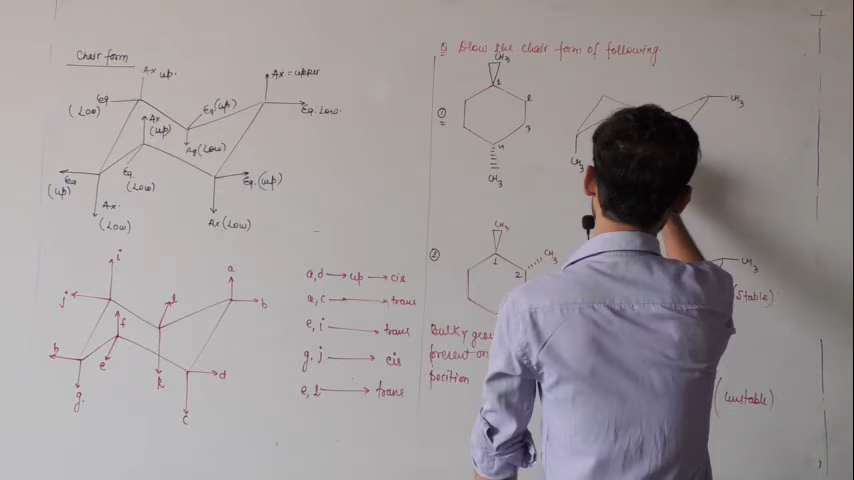 Chair form
Ax up.
Ax = upper
Eq
(Low)
Eq (up)
Eq. Low.
Ax
(up)
Aq (Low)
Eq
(up)
Eq
(Low)
Eq. (up)
Ax.
(Low)
Ax (Low)
i
a
j
l
b
f
h
e
k
d
g.
c
a, d → up → cis
a, c → trans
e, i → trans
g. j → cis
e, l → trans
Q Draw the chair form of following.
①
CH3
1
2
3
4
CH3
CH3
CH3
②
CH3
1
2
CH3
CH3
(Stable)
Bulky
present on
position
(unstable)